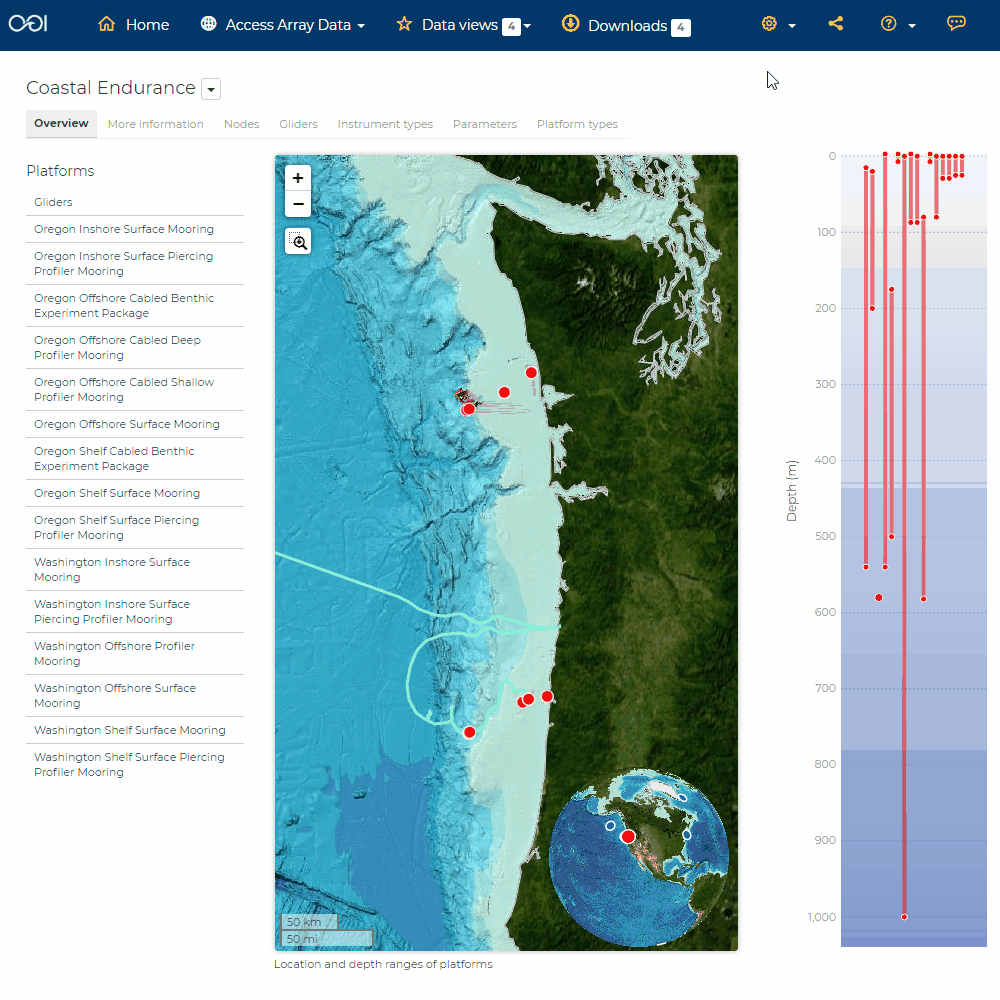 OOI Home Access Array Data Data views 4 Downloads 4
Coastal Endurance
Overview More information Nodes Gliders Instrument types Parameters Platform types
Platforms
Gliders
Oregon Inshore Surface Mooring
Oregon Inshore Surface Piercing
Profiler Mooring
Oregon Offshore Cabled Benthic
Experiment Package
Oregon Offshore Cabled Deep
Profiler Mooring
Oregon Offshore Cabled Shallow
Profiler Mooring
Oregon Offshore Surface Mooring
Oregon Shelf Cabled Benthic
Experiment Package
Oregon Shelf Surface Mooring
Oregon Shelf Surface Piercing
Profiler Mooring
Washington Inshore Surface
Mooring
Washington Inshore Surface
Piercing Profiler Mooring
Washington Offshore Profiler
Mooring
Washington Offshore Surface
Mooring
Washington Shelf Surface Mooring
Washington Shelf Surface Piercing
Profiler Mooring
+
−
50 km
50 mi
Location and depth ranges of platforms
Depth (m)
0
100
200
300
400
500
600
700
800
900
1,000